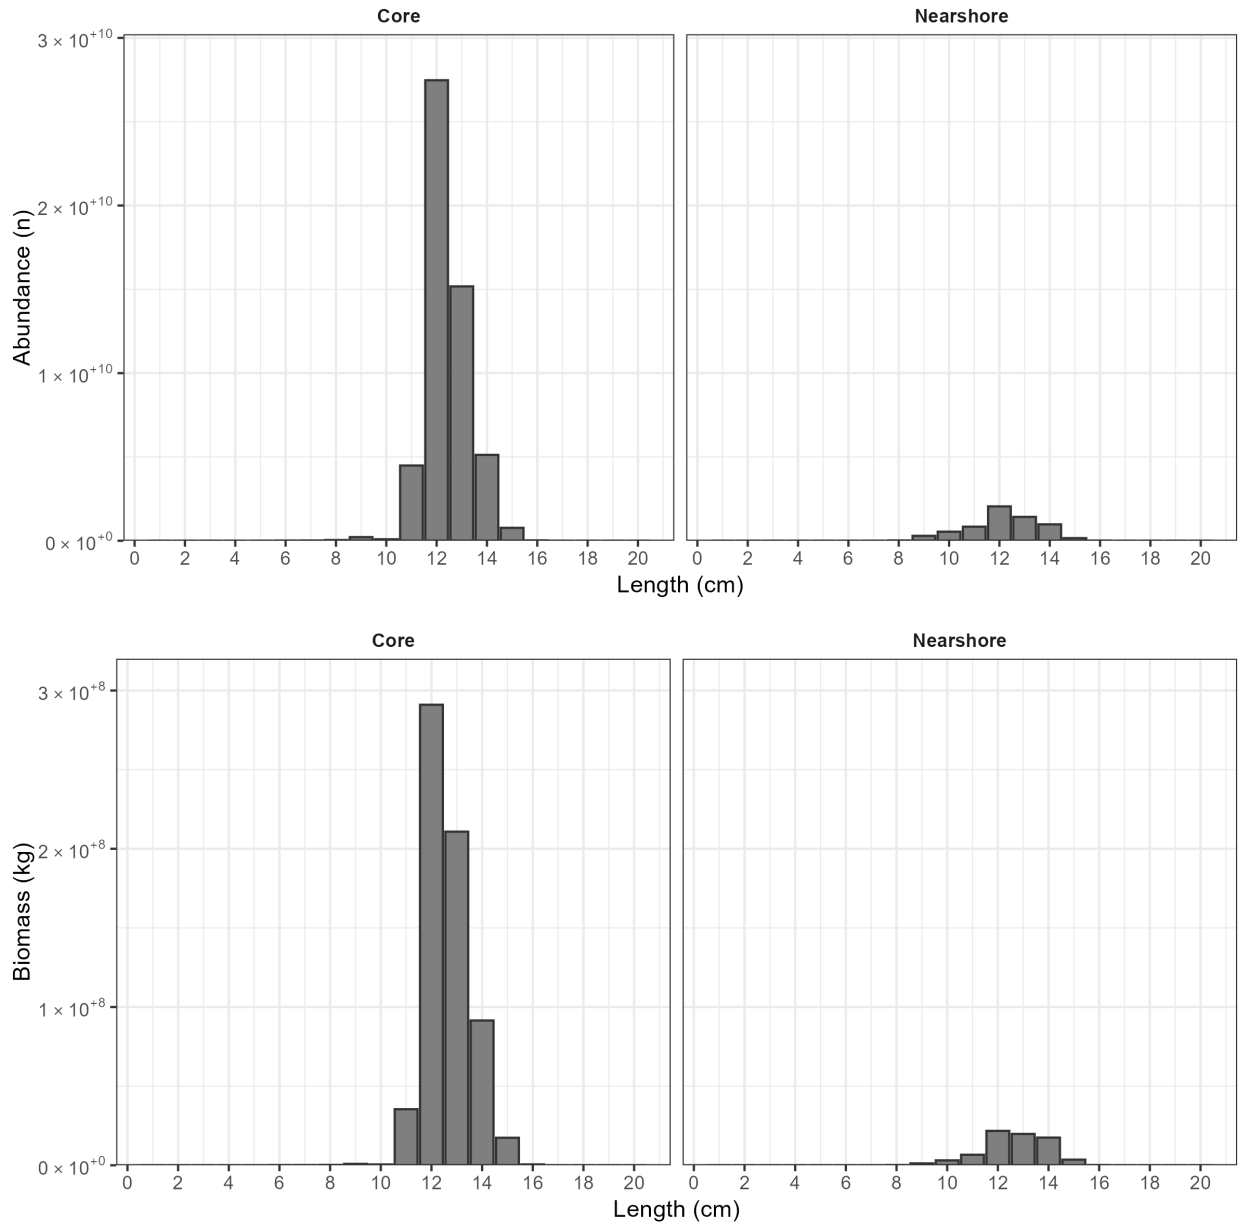 Core Nearshore
Abundance (n)
3 × 10⁺¹⁰
2 × 10⁺¹⁰
1 × 10⁺¹⁰
0 × 10⁺⁰
0 2 4 6 8 10 12 14 16 18 20 0 2 4 6 8 10 12 14 16 18 20
Length (cm)
Core Nearshore
Biomass (kg)
3 × 10⁺⁸
2 × 10⁺⁸
1 × 10⁺⁸
0 × 10⁺⁰
0 2 4 6 8 10 12 14 16 18 20 0 2 4 6 8 10 12 14 16 18 20
Length (cm)